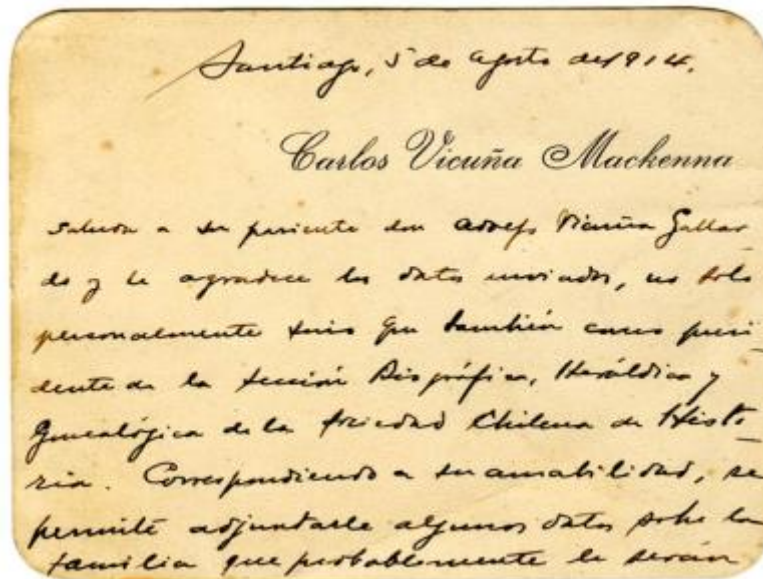 Santiago, 5 de agosto de 1914.
Carlos Vicuña Mackenna
saluda a su pariente don Adolfo Vicuña Gallar
do y le agradece los datos enviados, no solo
personalmente sino que también como presi-
dente de la sección Biográfica, Heráldica y
Genealógica de la Sociedad Chilena de Histo-
ria. Correspondiendo a su amabilidad, se
permite adjuntarle algunos datos sobre la
familia que probablemente le serán